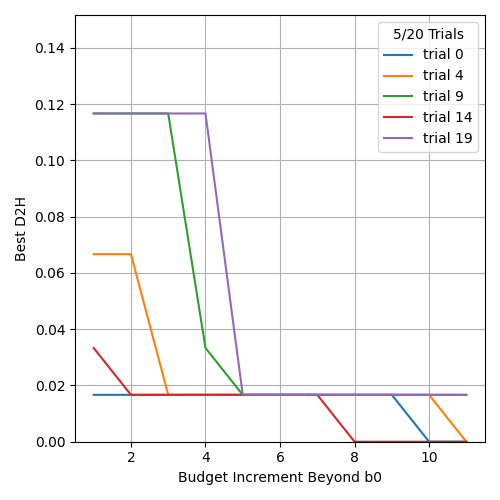 5/20 Trials
trial 0
trial 4
trial 9
trial 14
trial 19
0.14
0.12
0.10
0.08
0.06
0.04
0.02
0.00
Best D2H
2 4 6 8 10
Budget Increment Beyond b0